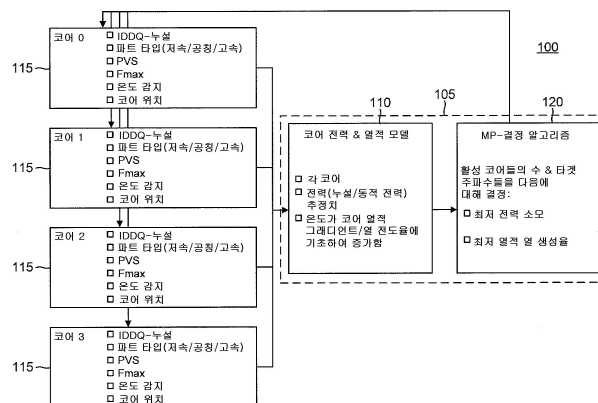 100
코어 0
□ IDDQ-누설
□ 파트 타입(저속/공칭/고속)
□ PVS
□ Fmax
□ 온도 감지
□ 코어 위치
115
코어 1
□ IDDQ-누설
□ 파트 타입(저속/공칭/고속)
□ PVS
□ Fmax
□ 온도 감지
□ 코어 위치
115
코어 2
□ IDDQ-누설
□ 파트 타입(저속/공칭/고속)
□ PVS
□ Fmax
□ 온도 감지
□ 코어 위치
115
코어 3
□ IDDQ-누설
□ 파트 타입(저속/공칭/고속)
□ PVS
□ Fmax
□ 온도 감지
□ 코어 위치
115
105
110
코어 전력 & 열적 모델
□ 각 코어
□ 전력(누설/동적 전력)
추정치
□ 온도가 코어 열적
그래디언트/열 전도율에
기초하여 증가함
120
MP-결정 알고리즘
활성 코어들의 수 & 타겟
주파수들을 다음에
대해 결정:
□ 최저 전력 소모
□ 최저 열적 열 생성율